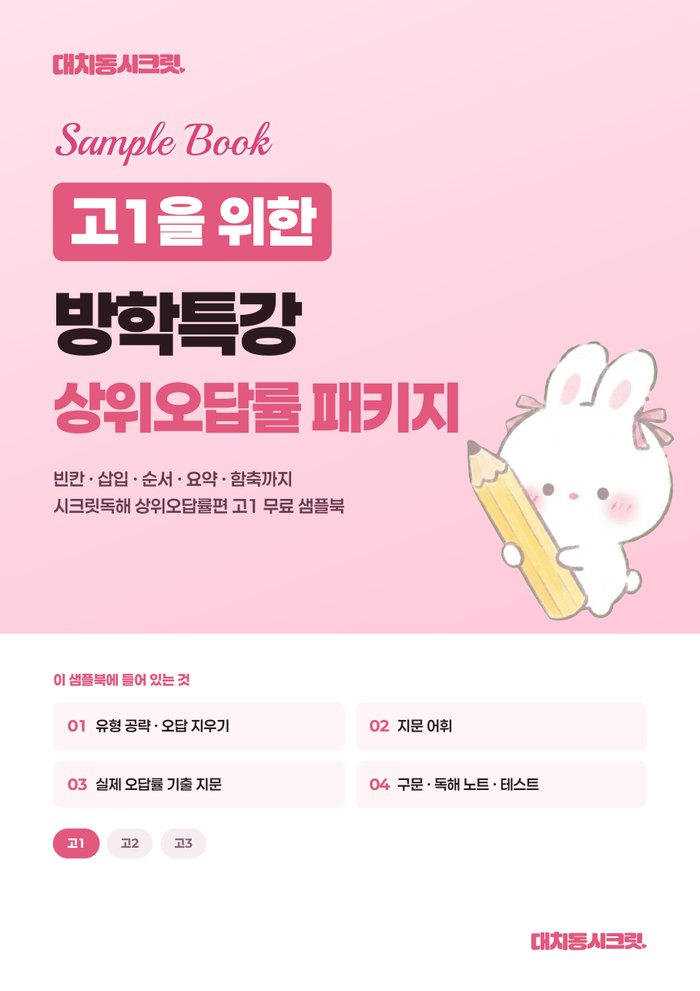 대치동시크릿
Sample Book
고1을 위한
방학특강
상위오답률 패키지
빈칸 · 삽입 · 순서 · 요약 · 함축까지
시크릿독해 상위오답률편 고1 무료 샘플북
이 샘플북에 들어 있는 것
01 유형 공략 · 오답 지우기
02 지문 어휘
03 실제 오답률 기출 지문
04 구문 · 독해 노트 · 테스트
고1 고2 고3
대치동시크릿